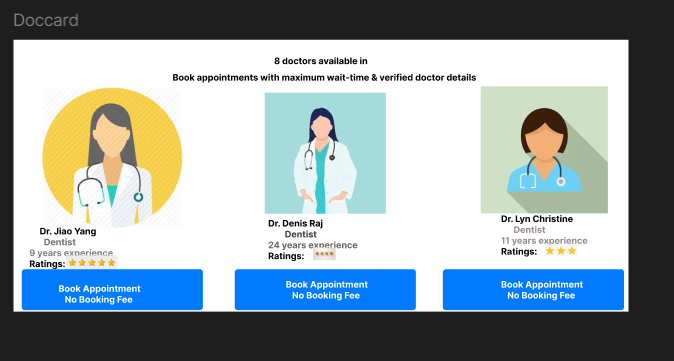 Doccard
8 doctors available in
Book appointments with maximum wait-time & verified doctor details
Dr. Jiao Yang
Dentist
9 years experience
Ratings:
Book Appointment
No Booking Fee
Dr. Denis Raj
Dentist
24 years experience
Ratings:
Book Appointment
No Booking Fee
Dr. Lyn Christine
Dentist
11 years experience
Ratings:
Book Appointment
No Booking Fee